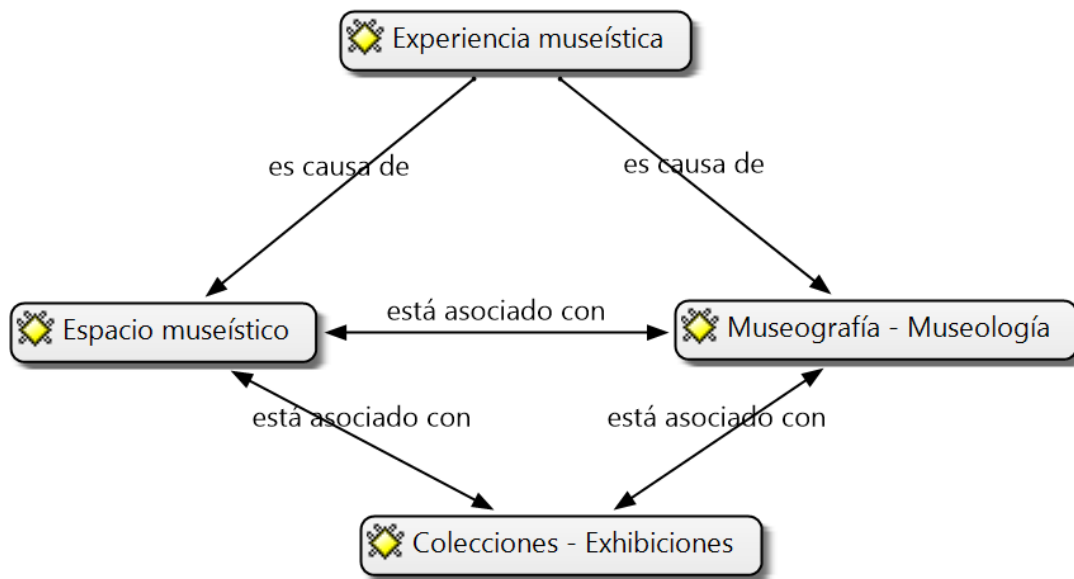 Experiencia museística
es causa de
es causa de
Espacio museístico
está asociado con
Museografía - Museología
está asociado con
está asociado con
Colecciones - Exhibiciones